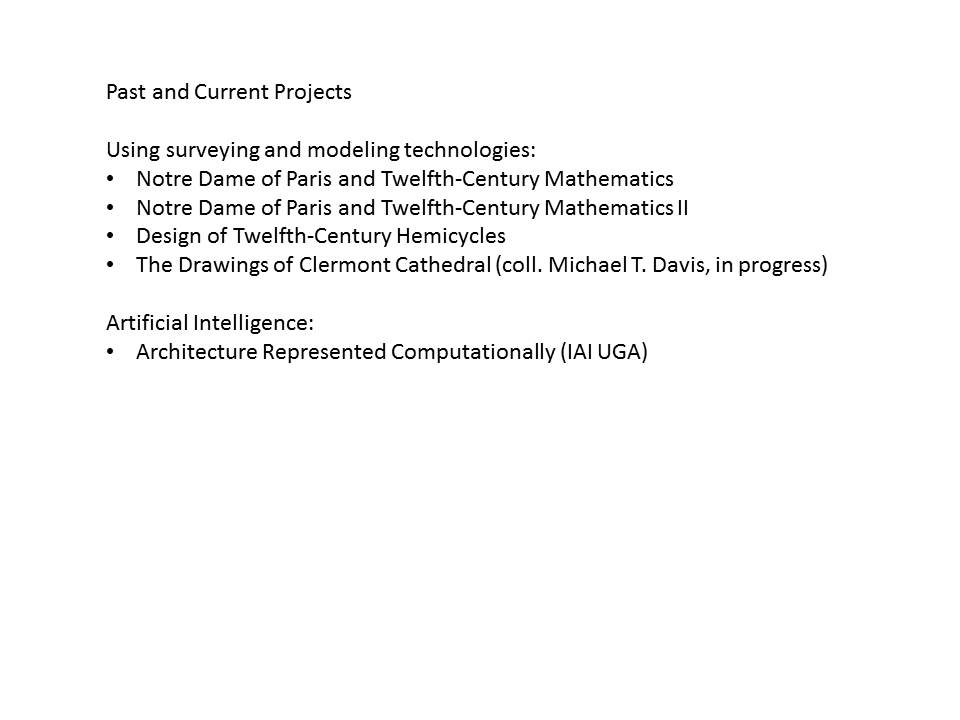 Past and Current Projects
Using surveying and modeling technologies:
• Notre Dame of Paris and Twelfth-Century Mathematics
• Notre Dame of Paris and Twelfth-Century Mathematics II
• Design of Twelfth-Century Hemicycles
• The Drawings of Clermont Cathedral (coll. Michael T. Davis, in progress)
Artificial Intelligence:
• Architecture Represented Computationally (IAI UGA)